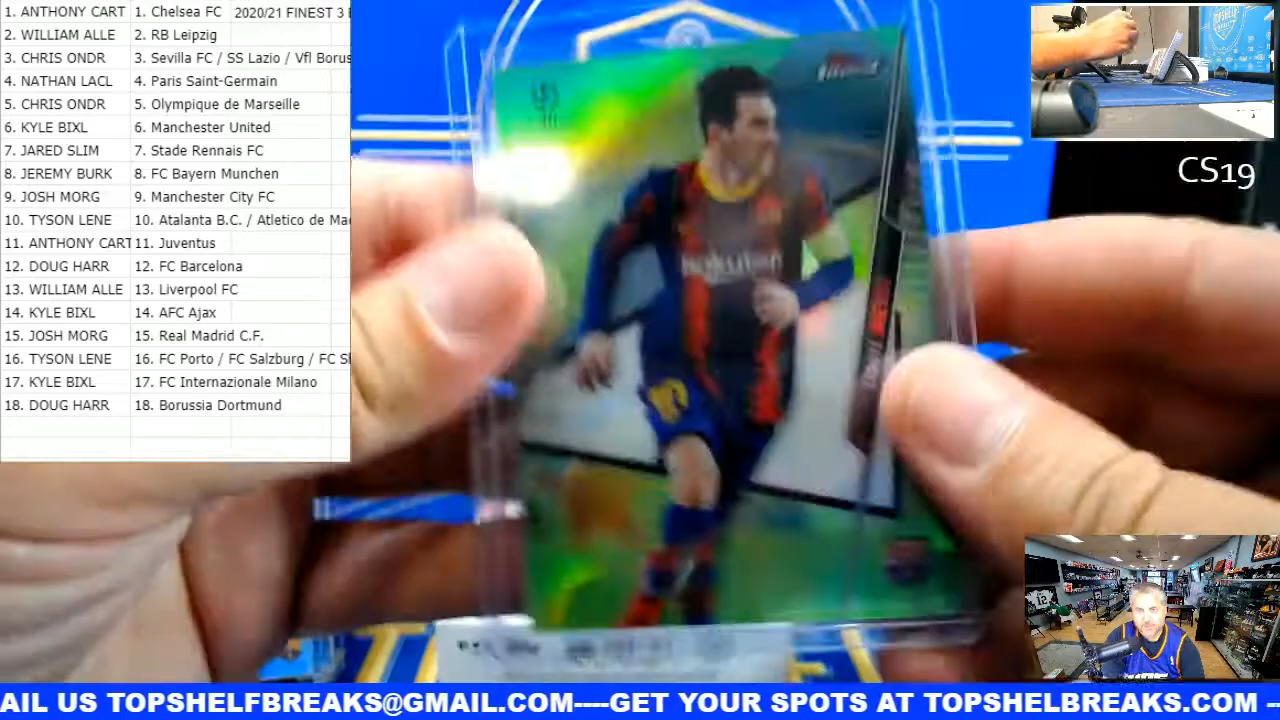 1. ANTHONY CART 1. Chelsea FC 2020/21 FINEST 3
2. WILLIAM ALLE 2. RB Leipzig
3. CHRIS ONDR 3. Sevilla FC / SS Lazio / Vfl Borus
4. NATHAN LACL 4. Paris Saint-Germain
5. CHRIS ONDR 5. Olympique de Marseille
6. KYLE BIXL 6. Manchester United
7. JARED SLIM 7. Stade Rennais FC
8. JEREMY BURK 8. FC Bayern Munchen
9. JOSH MORG 9. Manchester City FC
10. TYSON LENE 10. Atalanta B.C. / Atletico de Mad
11. ANTHONY CART 11. Juventus
12. DOUG HARR 12. FC Barcelona
13. WILLIAM ALLE 13. Liverpool FC
14. KYLE BIXL 14. AFC Ajax
15. JOSH MORG 15. Real Madrid C.F.
16. TYSON LENE 16. FC Porto / FC Salzburg / FC Sh
17. KYLE BIXL 17. FC Internazionale Milano
18. DOUG HARR 18. Borussia Dortmund
Finest
Rakuten
10
CS19
AIL US TOPSHELFBREAKS@GMAIL.COM----GET YOUR SPOTS AT TOPSHELBREAKS.COM --